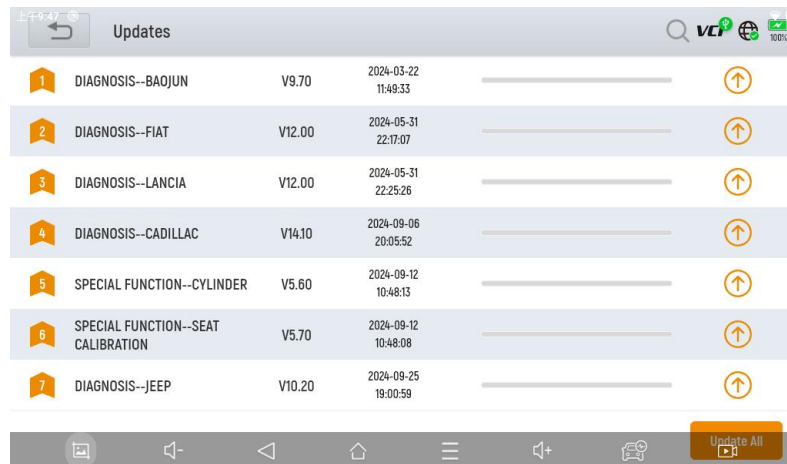 上午9:47
Updates
VCI
100%
1 DIAGNOSIS--BAOJUN V9.70 2024-03-22
11:49:33
2 DIAGNOSIS--FIAT V12.00 2024-05-31
22:17:07
3 DIAGNOSIS--LANCIA V12.00 2024-05-31
22:25:26
4 DIAGNOSIS--CADILLAC V14.10 2024-09-06
20:05:52
5 SPECIAL FUNCTION--CYLINDER V5.60 2024-09-12
10:48:13
6 SPECIAL FUNCTION--SEAT
CALIBRATION V5.70 2024-09-12
10:48:08
7 DIAGNOSIS--JEEP V10.20 2024-09-25
19:00:59
Update All